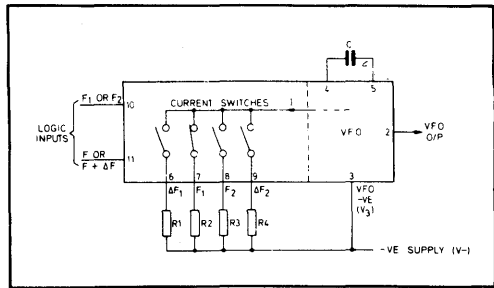 C
4
5
F1 OR F2
10
CURRENT SWITCHES
I
LOGIC
INPUTS
VFO
2
VFO
O/P
F OR
F + ΔF
11
6
7
8
9
3
ΔF1
F1
F2
ΔF2
VFO
-VE
(V3)
R1
R2
R3
R4
-VE SUPPLY (V-)